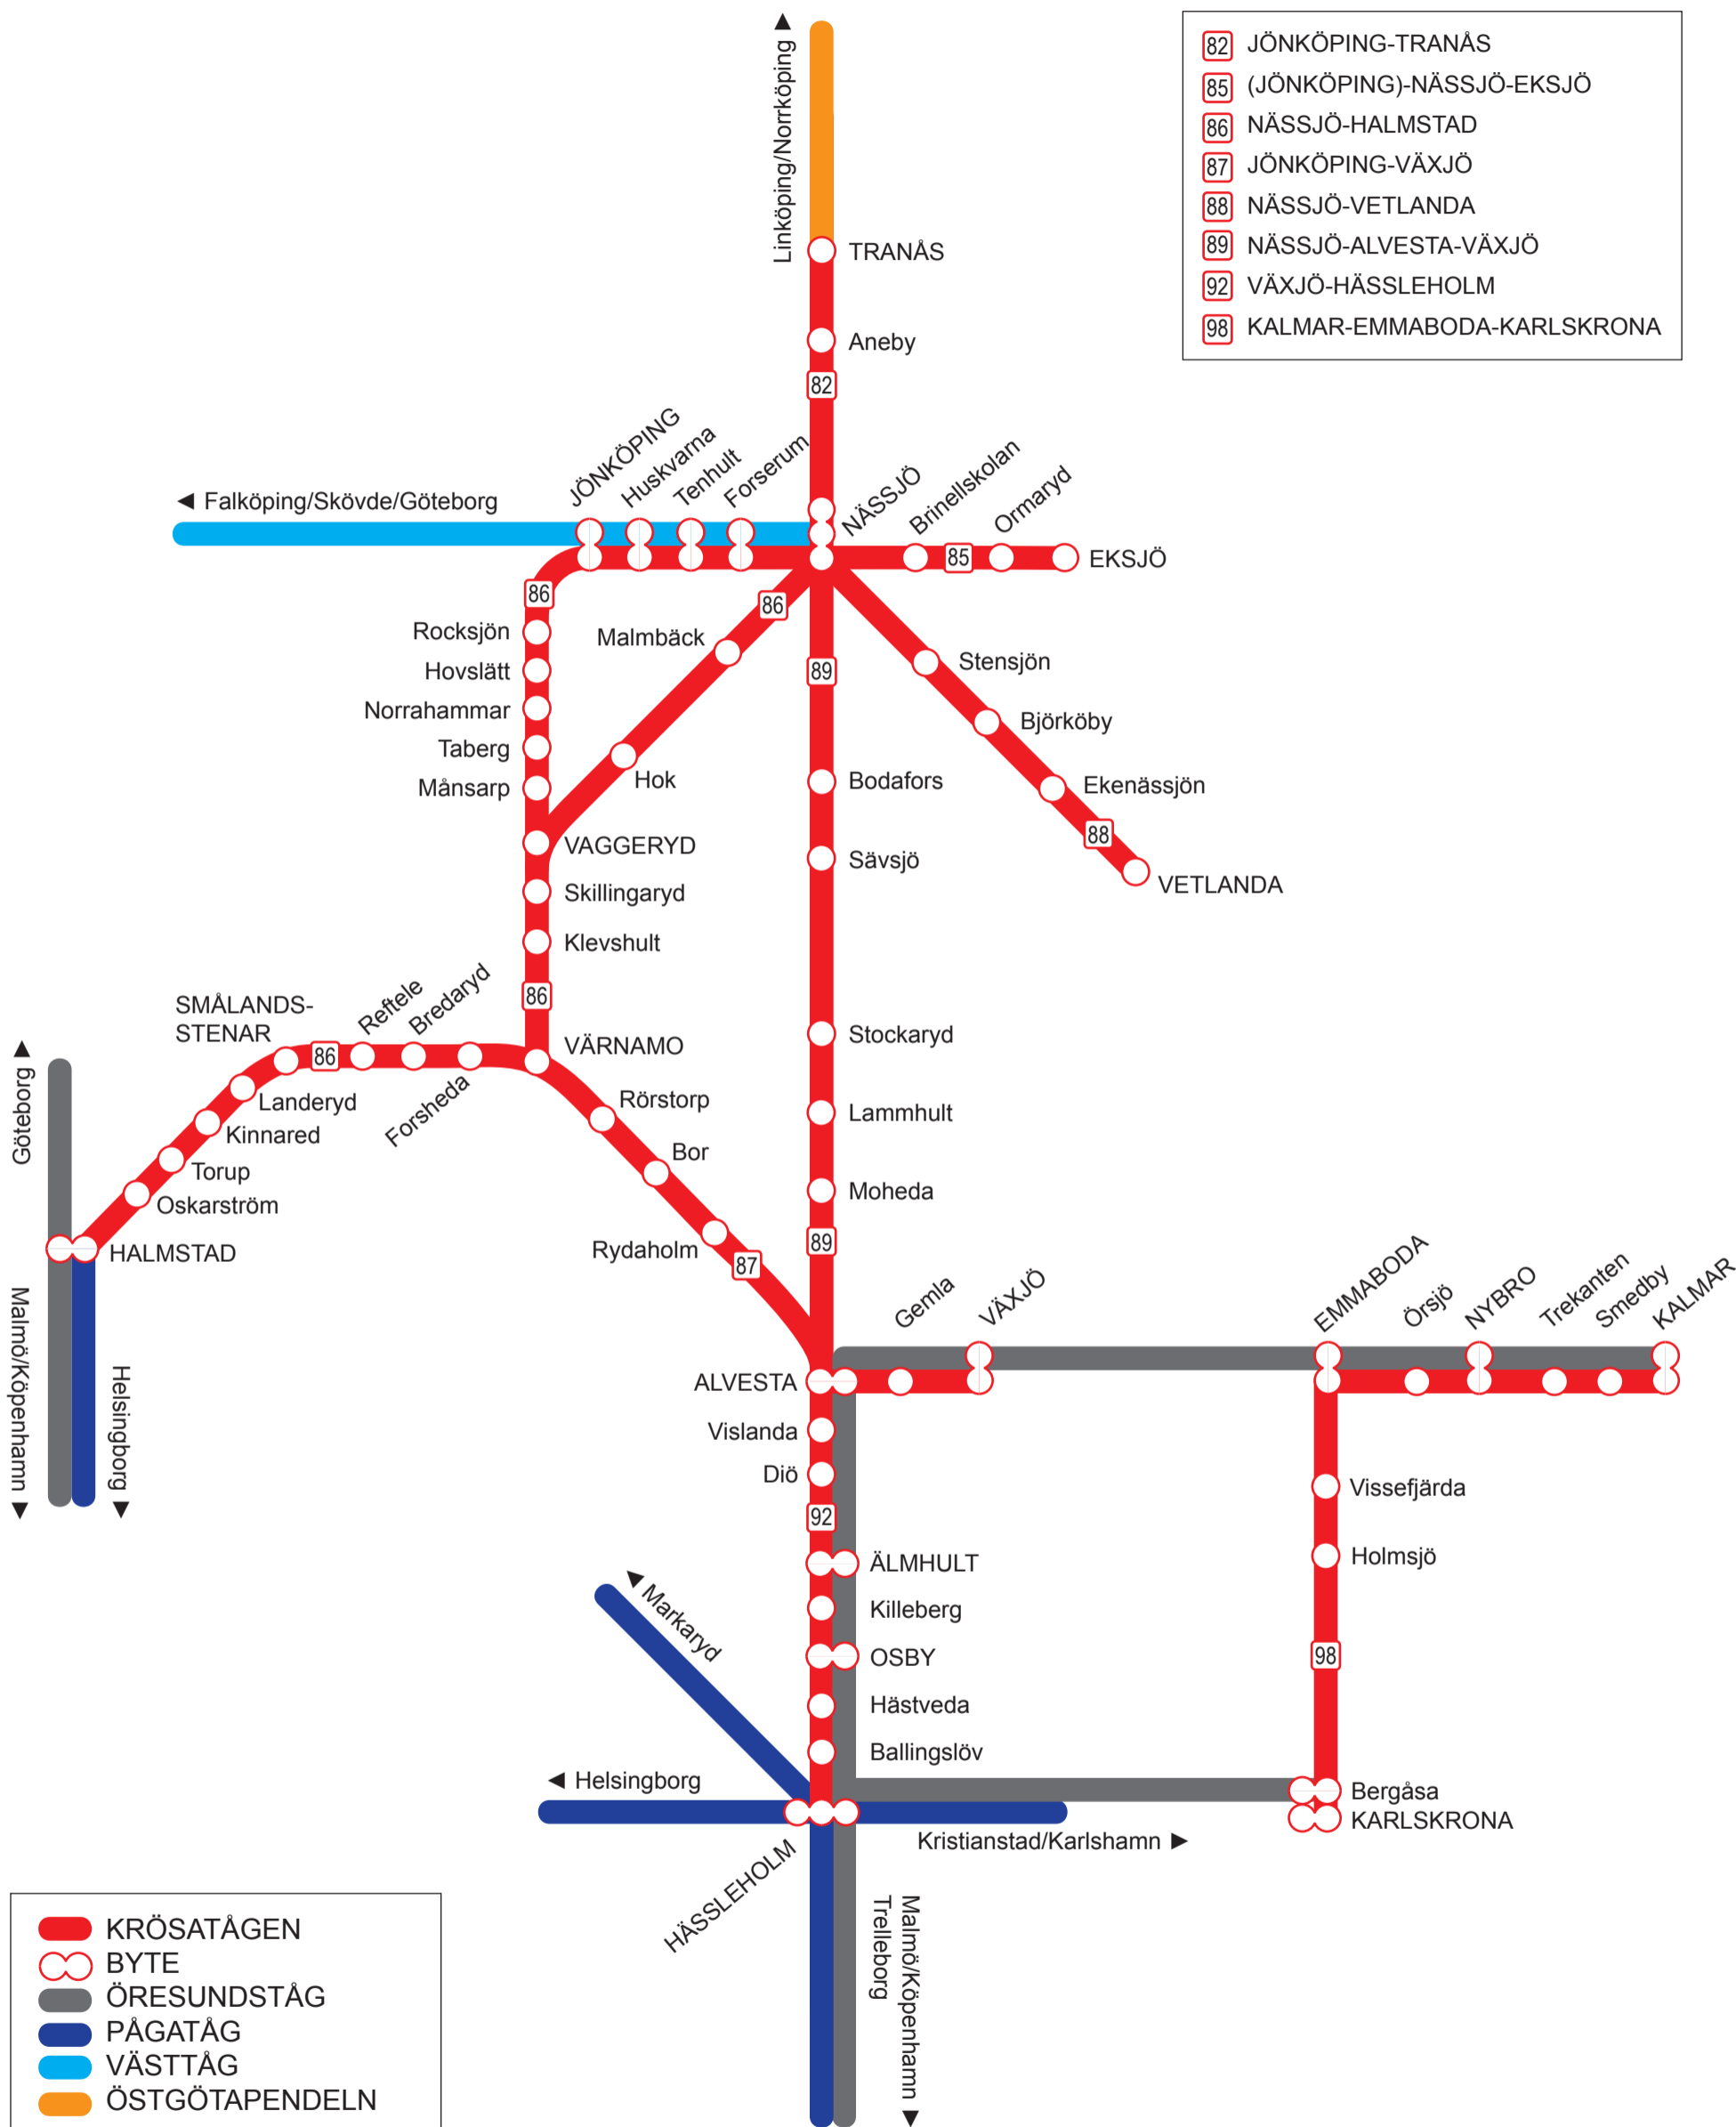 82 JÖNKÖPING-TRANÅS
85 (JÖNKÖPING)-NÄSSJÖ-EKSJÖ
86 NÄSSJÖ-HALMSTAD
87 JÖNKÖPING-VÄXJÖ
88 NÄSSJÖ-VETLANDA
89 NÄSSJÖ-ALVESTA-VÄXJÖ
92 VÄXJÖ-HÄSSLEHOLM
98 KALMAR-EMMABODA-KARLSKRONA
Linköping/Norrköping ▶
TRANÅS
Aneby
82
◀ Falköping/Skövde/Göteborg
JÖNKÖPING
Huskvarna
Tenhult
Forserum
NÄSSJÖ
Brinellskolan
85
Ormaryd
EKSJÖ
86
86
Rocksjön
Hovslätt
Norrahammar
Taberg
Månsarp
Malmbäck
Hok
89
Stensjön
Björköby
Ekenässjön
88
VETLANDA
Bodafors
Sävsjö
VAGGERYD
Skillingaryd
Klevshult
86
VÄRNAMO
SMÅLANDS-
STENAR
86
Reftele
Bredaryd
Forsheda
Landeryd
Kinnared
Torup
Oskarström
HALMSTAD
Göteborg ▶
Malmö/Köpenhamn ▶
Helsingborg ▶
Rörstorp
Bor
Rydaholm
87
Stockaryd
Lammhult
Moheda
89
ALVESTA
Gemla
VÄXJÖ
EMMABODA
Örsjö
NYBRO
Trekanten
Smedby
KALMAR
Vislanda
Diö
92
ÄLMHULT
Killeberg
OSBY
Hästveda
Ballingslöv
Vissefjärda
Holmsjö
98
Bergåsa
KARLSKRONA
◀ Markaryd
◀ Helsingborg
Kristianstad/Karlshamn ▶
HÄSSLEHOLM
Malmö/Köpenhamn ▶
Trelleborg
KRÖSATÅGEN
BYTE
ÖRESUNDSTÅG
PÅGATÅG
VÄSTTÅG
ÖSTGÖTAPENDELN